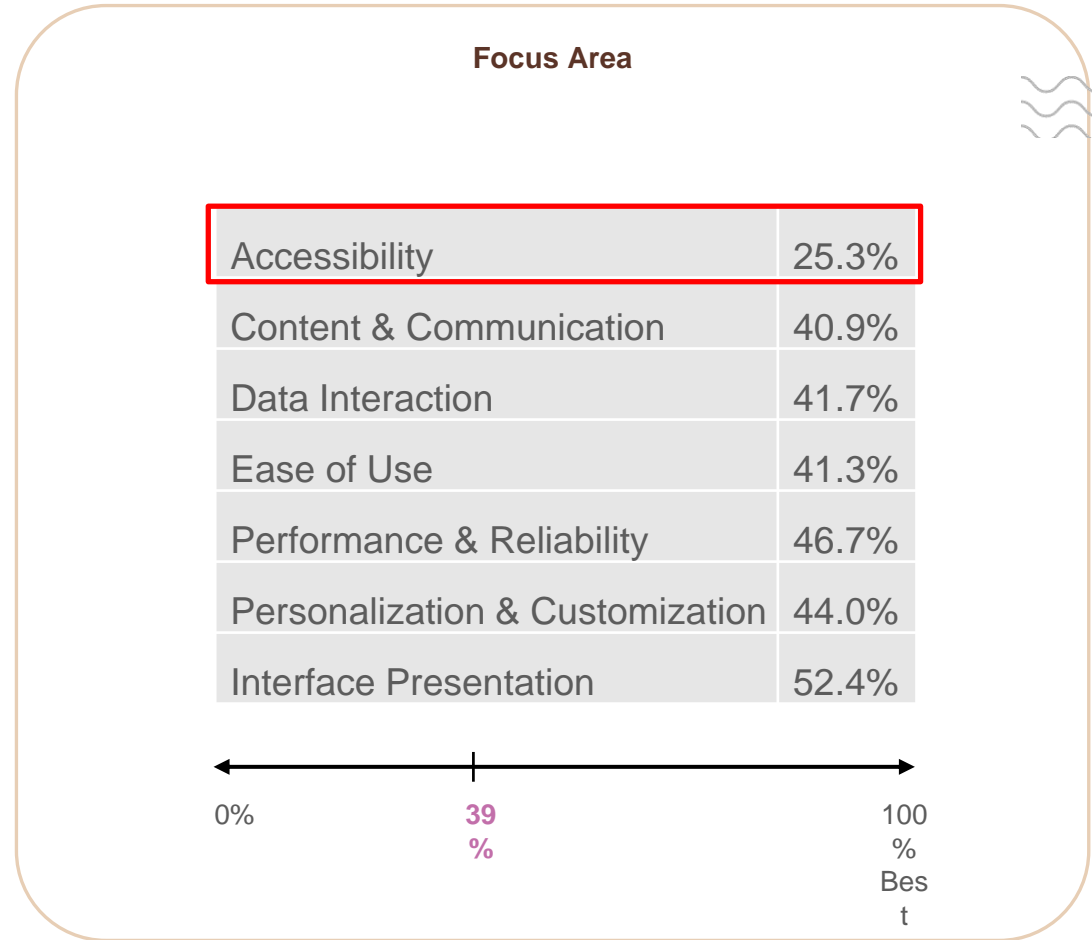 Focus Area
Accessibility 25.3%
Content & Communication 40.9%
Data Interaction 41.7%
Ease of Use 41.3%
Performance & Reliability 46.7%
Personalization & Customization 44.0%
Interface Presentation 52.4%
0% 39 100
% %
Bes
t